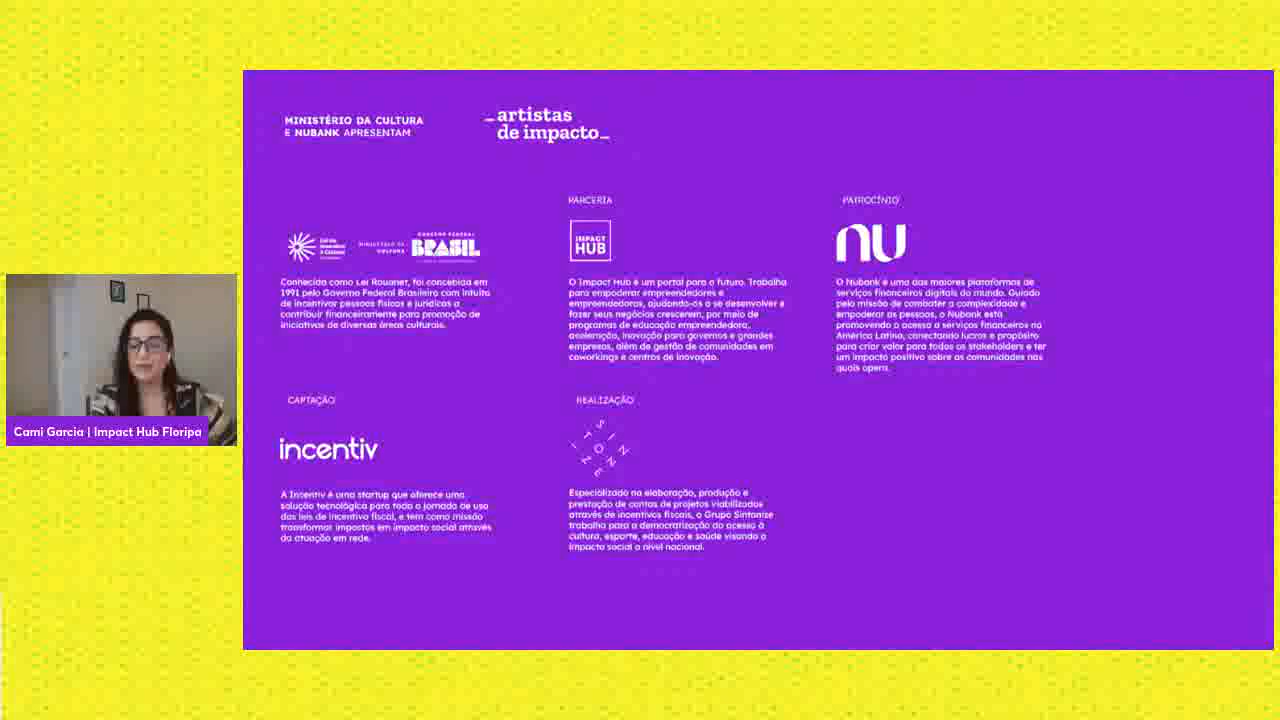 MINISTÉRIO DA CULTURA
E NUBANK APRESENTAM
_artistas
de impacto_
MINISTÉRIO DA
CULTURA
GOVERNO FEDERAL
BRASIL
Conhecida como Lei Rouanet, foi concebida em
1991 pelo Governo Federal Brasileiro com intuito
de incentivar pessoas físicas e jurídicas a
contribuir financeiramente para promoção de
iniciativas de diversas áreas culturais.
PARCERIA
IMPACT
HUB
O Impact Hub é um portal para o futuro. Trabalha
para empoderar empreendedores e
empreendedoras, ajudando-os a se desenvolver e
fazer seus negócios crescerem, por meio de
programas de educação empreendedora,
aceleração, inovação para governos e grandes
empresas, além de gestão de comunidades em
coworkings e centros de inovação.
PATROCÍNIO
nu
O Nubank é uma das maiores plataformas de
serviços financeiros digitais do mundo. Guiado
pela missão de combater a complexidade e
empoderar as pessoas, o Nubank está
promovendo o acesso a serviços financeiros na
América Latina, conectando lucros e propósito
para criar valor para todos os stakeholders e ter
um impacto positivo sobre as comunidades nas
quais opera.
CAPTAÇÃO
incentiv
A Incentiv é uma startup que oferece uma
solução tecnológica para toda a jornada de uso
das leis de incentivo fiscal, e tem como missão
transformar impostos em impacto social através
da atuação em rede.
REALIZAÇÃO
Especializado na elaboração, produção e
prestação de contas de projetos viabilizados
através de incentivos fiscais, o Grupo Sintonize
trabalha para a democratização do acesso à
cultura, esporte, educação e saúde visando o
impacto social a nível nacional.
Cami Garcia | Impact Hub Floripa